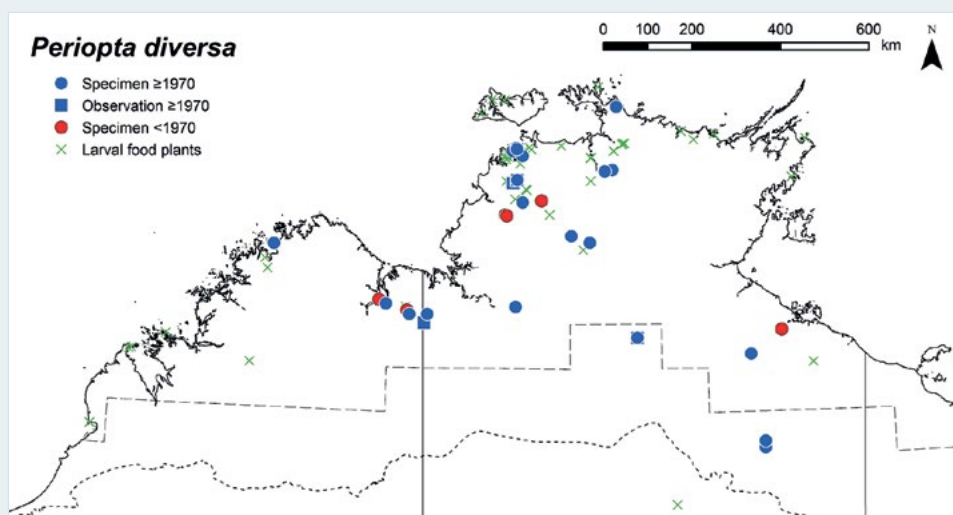 Periopta diversa
Specimen ≥1970
Observation ≥1970
Specimen <1970
Larval food plants
0 100 200 400 600
km
N